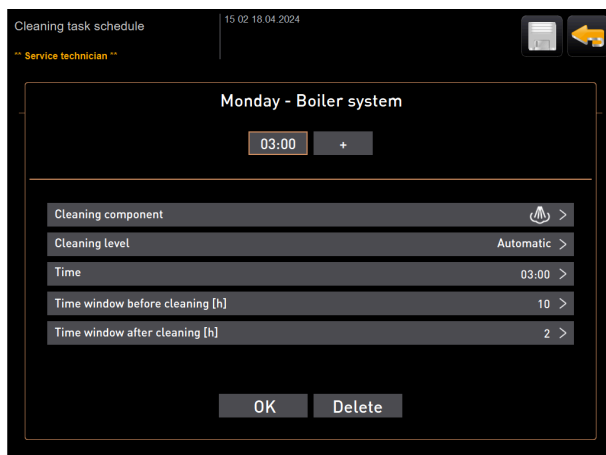 Cleaning task schedule
15 02 18.04.2024
** Service technician **
Monday - Boiler system
03:00 +
Cleaning component >
Cleaning level Automatic >
Time 03:00 >
Time window before cleaning [h] 10 >
Time window after cleaning [h] 2 >
OK Delete